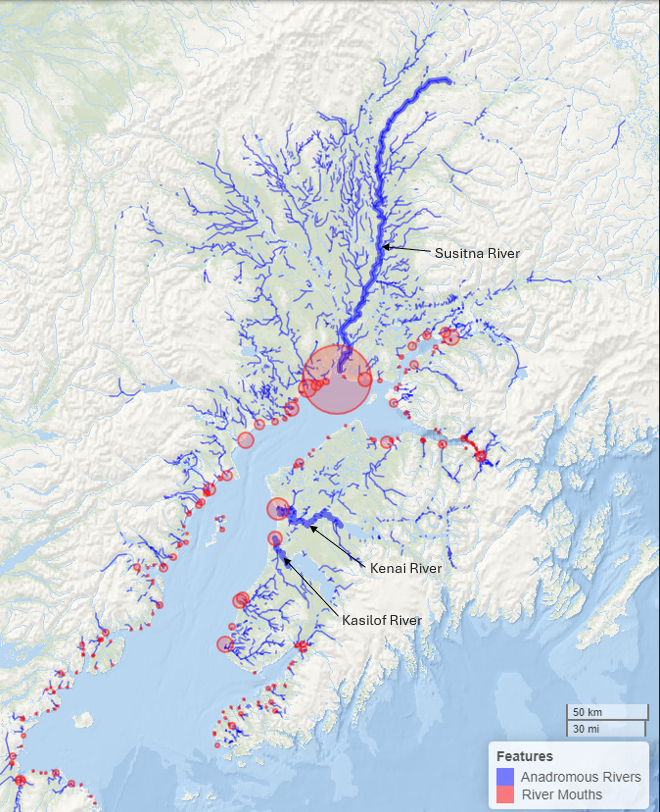 Susitna River
Kenai River
Kasilof River
50 km
30 mi
Features
Anadromous Rivers
River Mouths